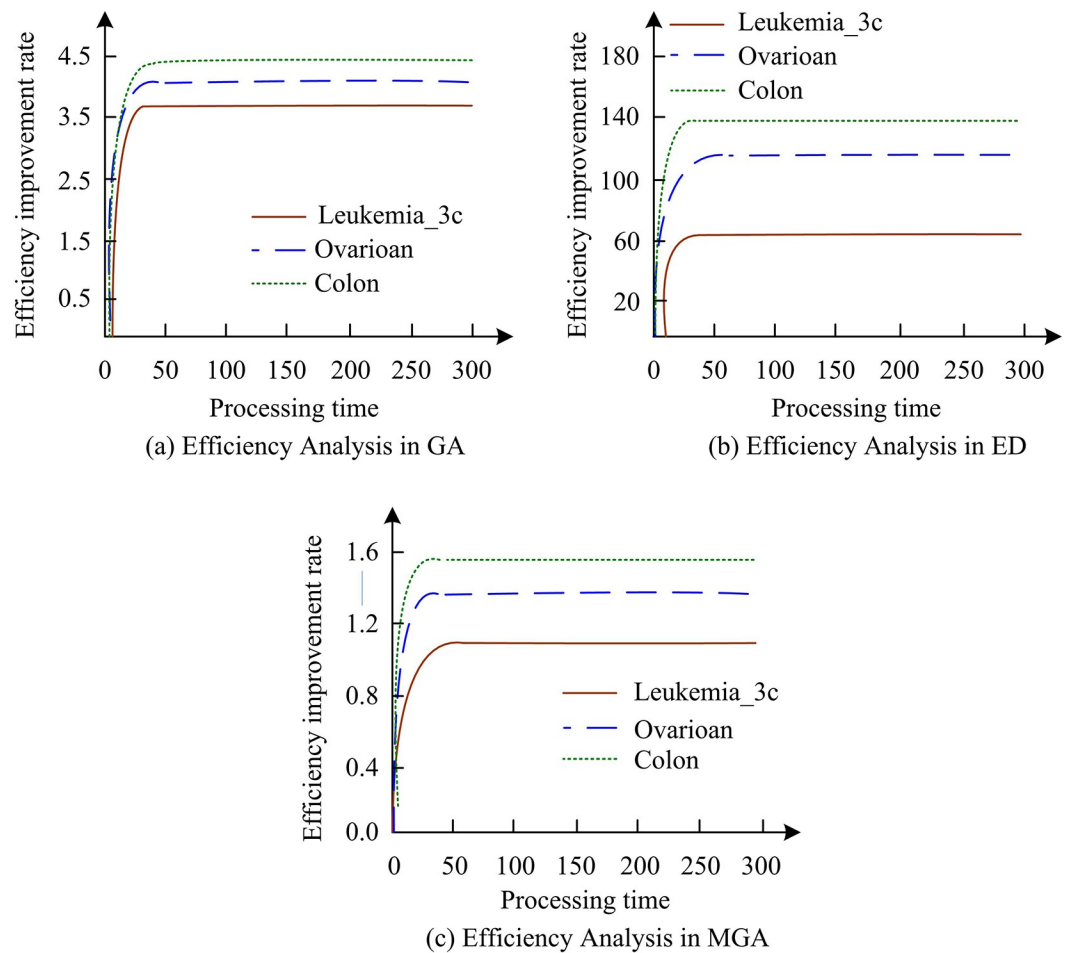 Efficiency improvement rate
4.5
3.5
2.5
1.5
0.5
Leukemia_3c
Ovarioan
Colon
0 50 100 150 200 250 300
Processing time
(a) Efficiency Analysis in GA
Efficiency improvement rate
180
140
100
60
20
Leukemia_3c
Ovarioan
Colon
0 50 100 150 200 250 300
Processing time
(b) Efficiency Analysis in ED
Efficiency improvement rate
1.6
1.2
0.8
0.4
0.0
Leukemia_3c
Ovarioan
Colon
0 50 100 150 200 250 300
Processing time
(c) Efficiency Analysis in MGA